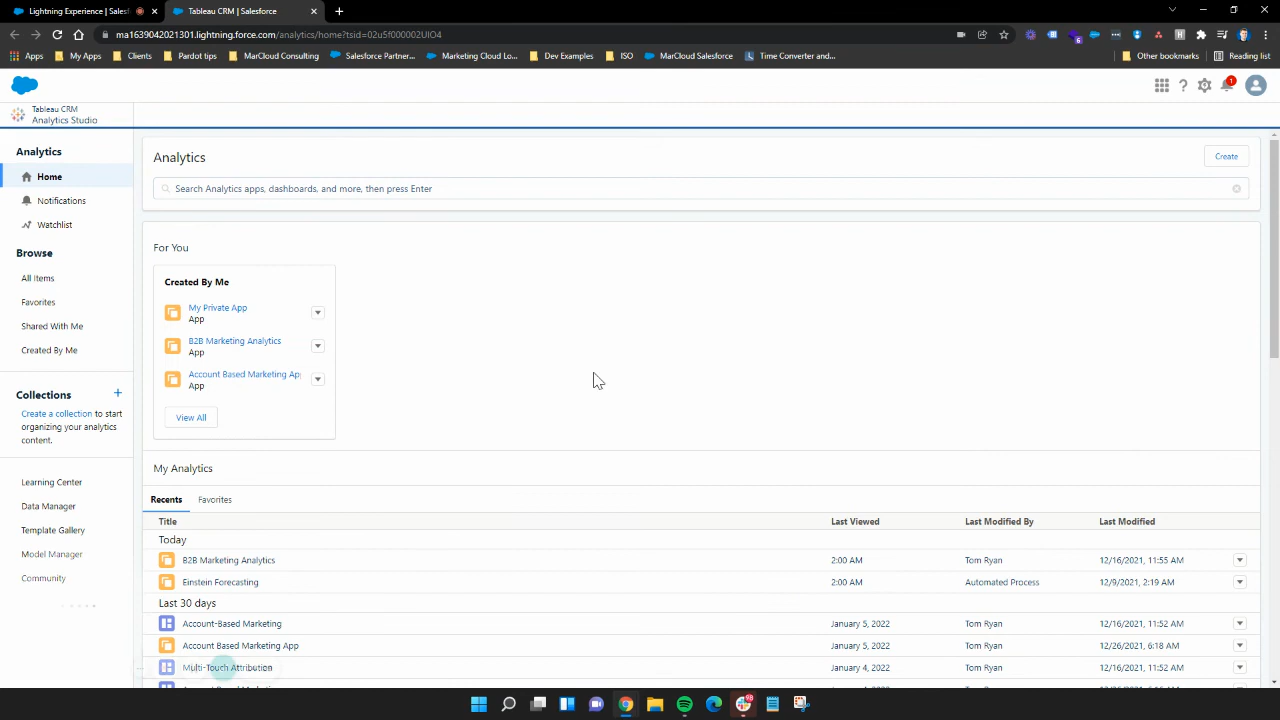 Lightning Experience | Salesf
Tableau CRM | Salesforce
ma1639042021301.lightning.force.com/analytics/home?tsid=02u5f000002UIO4
Apps
My Apps
Clients
Pardot tips
MarCloud Consulting
Salesforce Partner...
Marketing Cloud Lo...
Dev Examples
ISO
MarCloud Salesforce
Time Converter and...
Other bookmarks
Reading list
1
Tableau CRM
Analytics Studio
Analytics
Home
Notifications
Watchlist
Browse
All Items
Favorites
Shared With Me
Created By Me
Collections
Create a collection to start
organizing your analytics
content.
Learning Center
Data Manager
Template Gallery
Model Manager
Community
Analytics
Create
Search Analytics apps, dashboards, and more, then press Enter
For You
Created By Me
My Private App
App
B2B Marketing Analytics
App
Account Based Marketing Ap
App
View All
My Analytics
Recents
Favorites
Title Last Viewed Last Modified By Last Modified
Today
B2B Marketing Analytics 2:00 AM Tom Ryan 12/16/2021, 11:55 AM
Einstein Forecasting 2:00 AM Automated Process 12/9/2021, 2:19 AM
Last 30 days
Account-Based Marketing January 5, 2022 Tom Ryan 12/16/2021, 11:52 AM
Account Based Marketing App January 5, 2022 Tom Ryan 12/26/2021, 6:18 AM
Multi-Touch Attribution January 4, 2022 Tom Ryan 12/16/2021, 11:52 AM